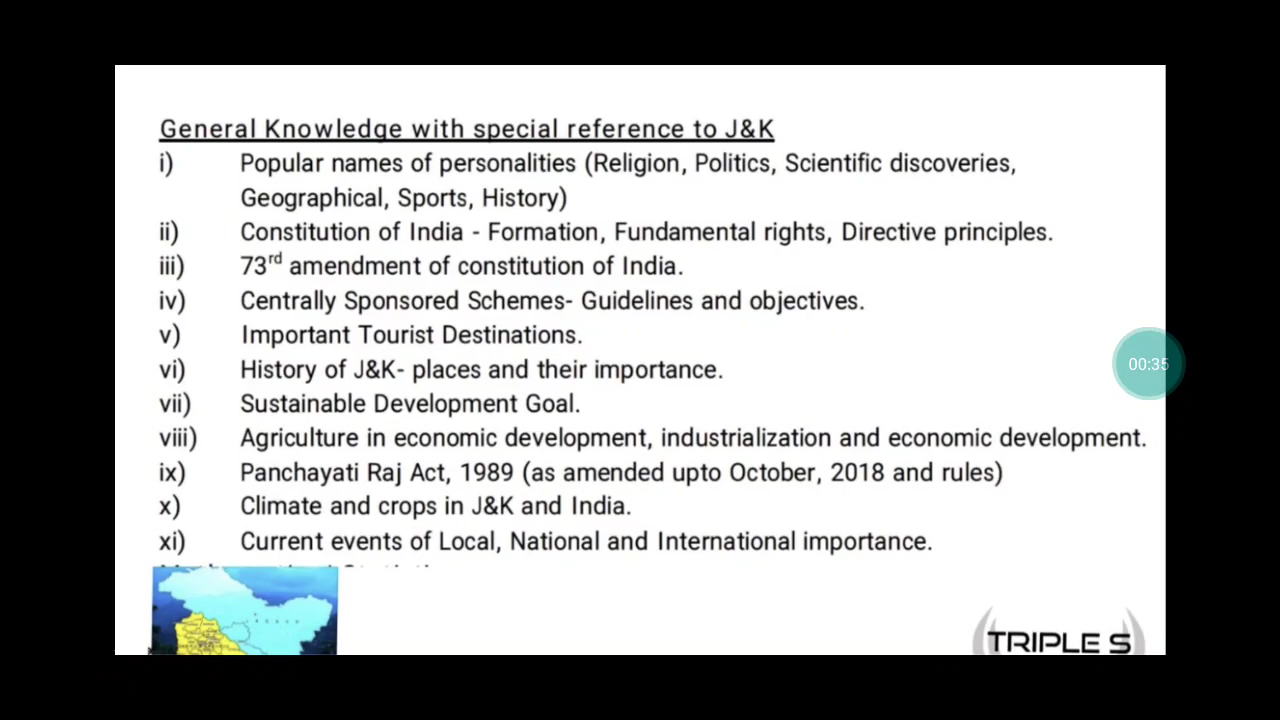 General Knowledge with special reference to J&K
i) Popular names of personalities (Religion, Politics, Scientific discoveries,
Geographical, Sports, History)
ii) Constitution of India - Formation, Fundamental rights, Directive principles.
iii) 73rd amendment of constitution of India.
iv) Centrally Sponsored Schemes- Guidelines and objectives.
v) Important Tourist Destinations.
vi) History of J&K- places and their importance.
vii) Sustainable Development Goal.
viii) Agriculture in economic development, industrialization and economic development.
ix) Panchayati Raj Act, 1989 (as amended upto October, 2018 and rules)
x) Climate and crops in J&K and India.
xi) Current events of Local, National and International importance.
00:35
TRIPLE S